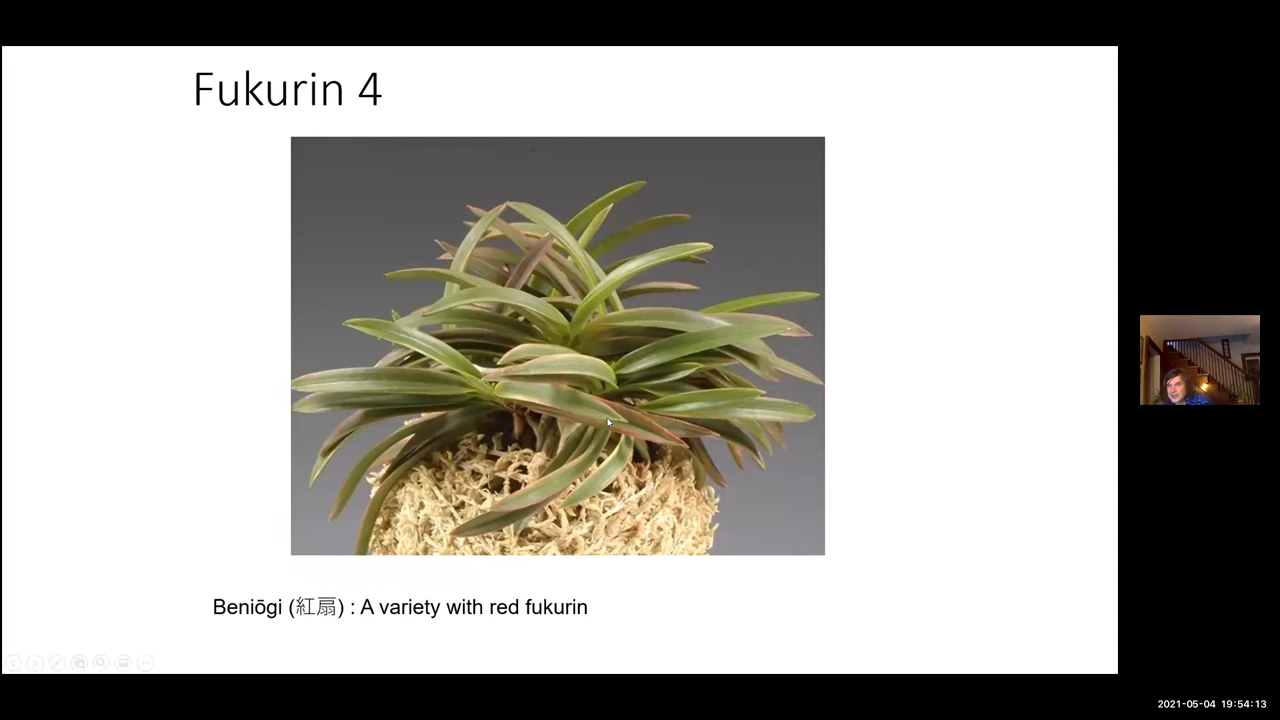 Fukurin 4
Beniōgi (紅扇) : A variety with red fukurin
2021-05-04 19:54:13